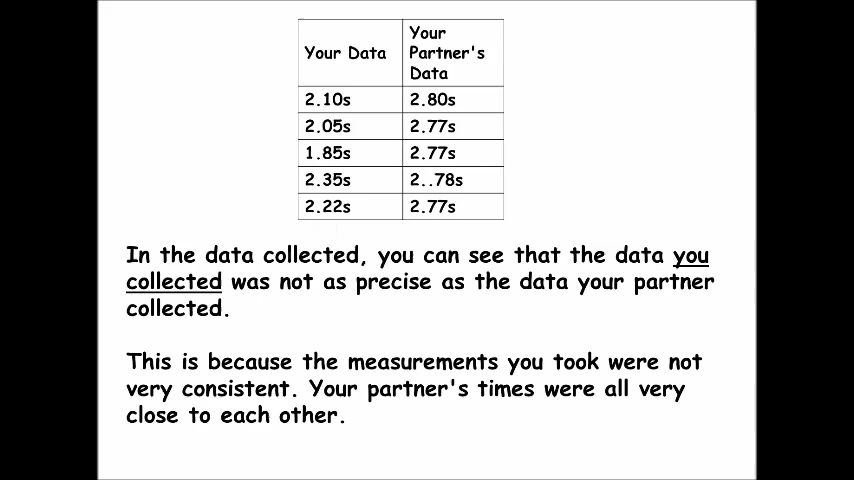 Your Data Your Partner's Data
2.10s 2.80s
2.05s 2.77s
1.85s 2.77s
2.35s 2..78s
2.22s 2.77s
In the data collected, you can see that the data you
collected was not as precise as the data your partner
collected.
This is because the measurements you took were not
very consistent. Your partner's times were all very
close to each other.